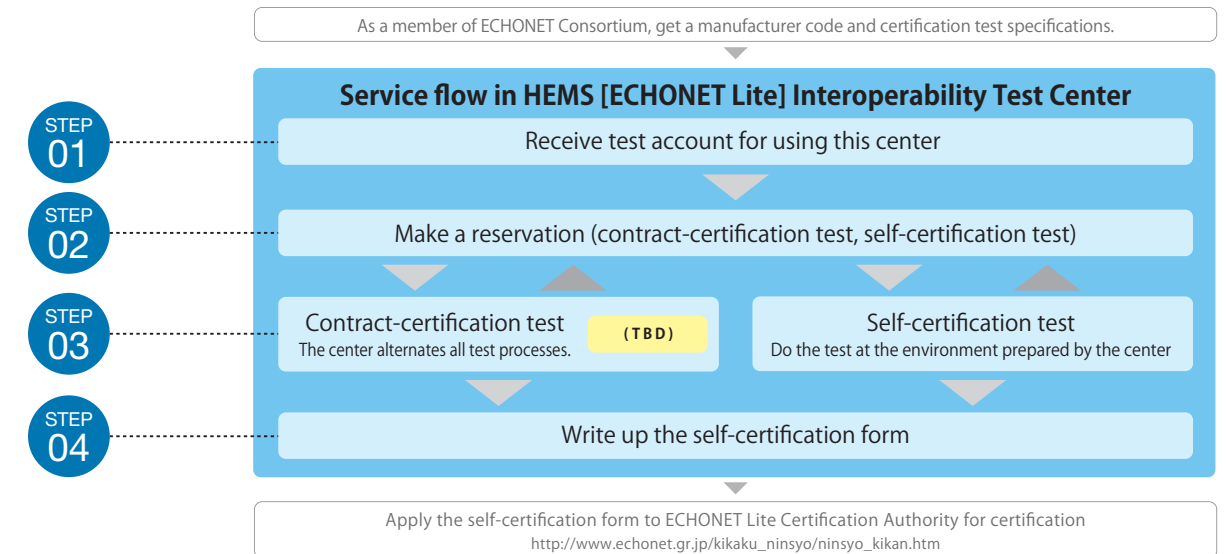 As a member of ECHONET Consortium, get a manufacturer code and certification test specifications.
Service flow in HEMS [ECHONET Lite] Interoperability Test Center
STEP
01
Receive test account for using this center
STEP
02
Make a reservation (contract-certification test, self-certification test)
STEP
03
Contract-certification test
The center alternates all test processes.
(TBD)
Self-certification test
Do the test at the environment prepared by the center
STEP
04
Write up the self-certification form
Apply the self-certification form to ECHONET Lite Certification Authority for certification
http://www.echonet.gr.jp/kikaku_ninsyo/ninsyo_kikan.htm